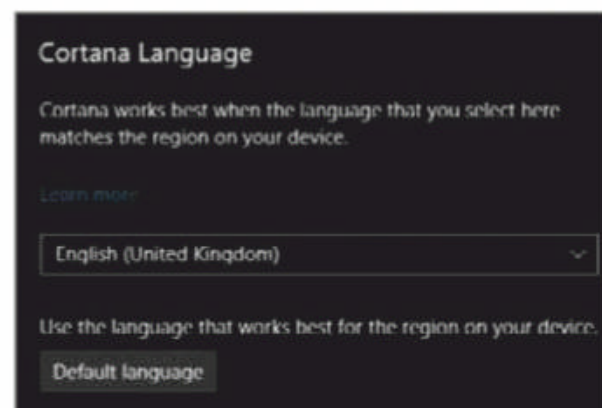 Cortana Language
Cortana works best when the language that you select here
matches the region on your device.
Learn more
English (United Kingdom)
Use the language that works best for the region on your device.
Default language